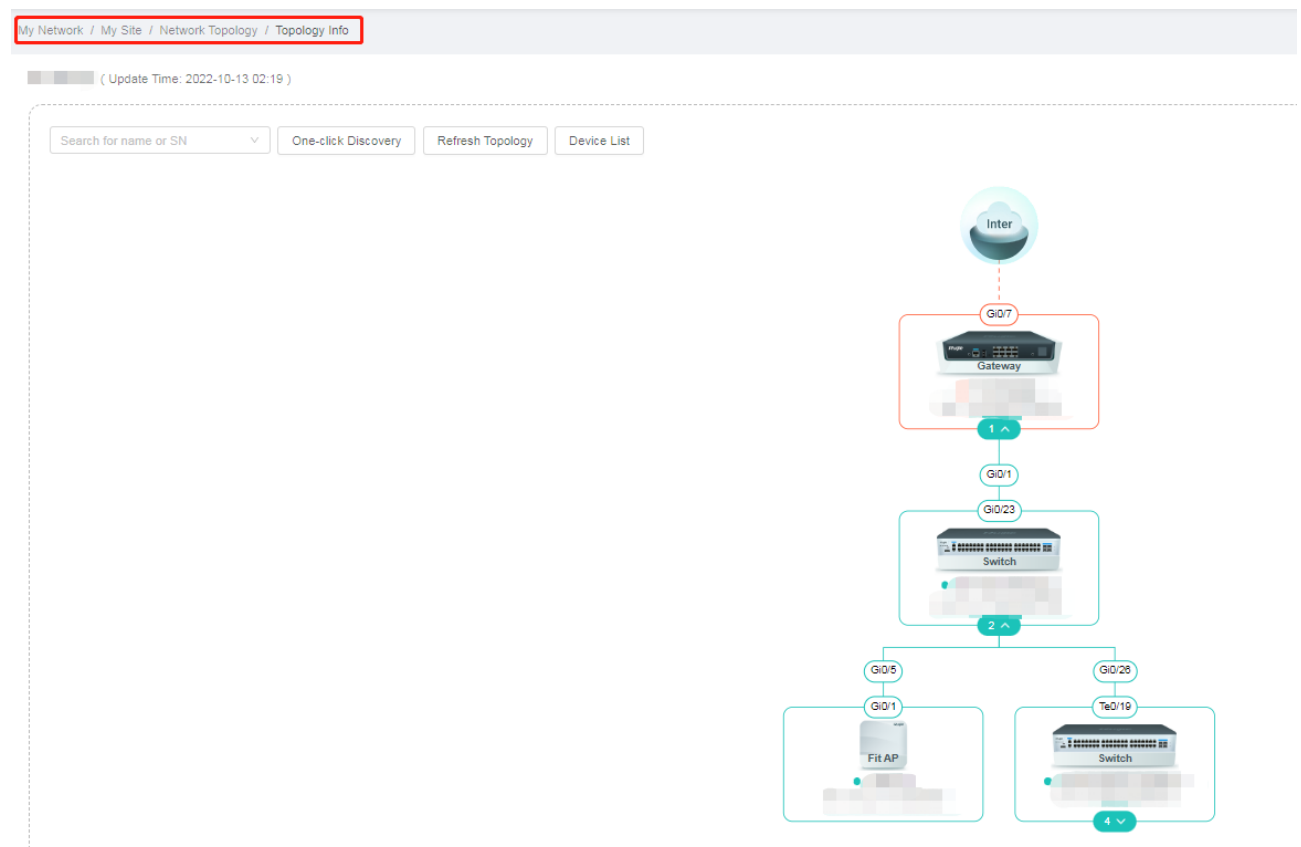 My Network / My Site / Network Topology / Topology Info
( Update Time: 2022-10-13 02:19 )
Search for name or SN
One-click Discovery
Refresh Topology
Device List
Inter
Gi0/7
Gateway
1
Gi0/1
Gi0/23
Switch
2
Gi0/5
Gi0/26
Gi0/1
Te0/19
Fit AP
Switch
4